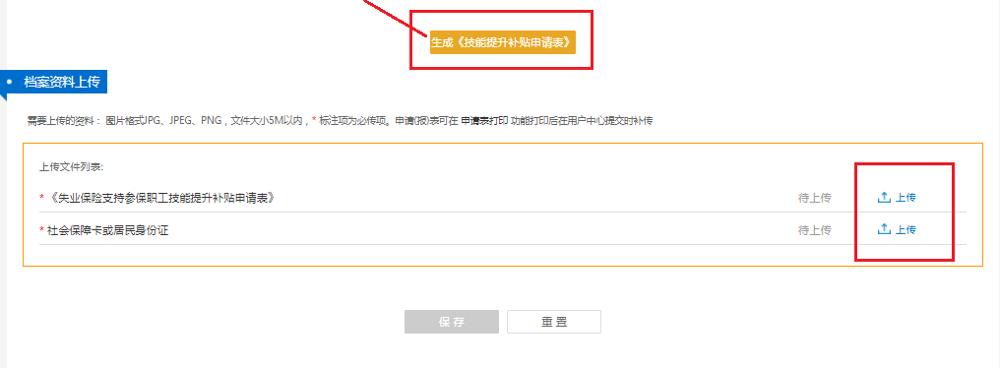 生成《技能提升补贴申请表》
档案资料上传
需要上传的资料： 图片格式JPG、JPEG、PNG，文件大小5M以内，* 标注项为必传项。申请(报)表可在 申请表打印 功能打印后在用户中心提交时补传
上传文件列表:
* 《失业保险支持参保职工技能提升补贴申请表》 待上传 上传
* 社会保障卡或居民身份证 待上传 上传
保存 重置